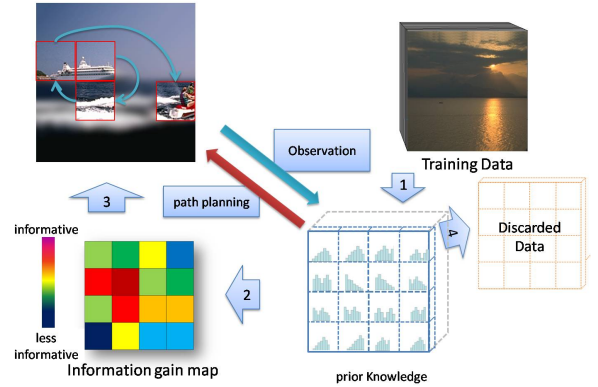 Observation
Training Data
1
path planning
3
4
Discarded
Data
informative
2
less
informative
Information gain map
prior Knowledge